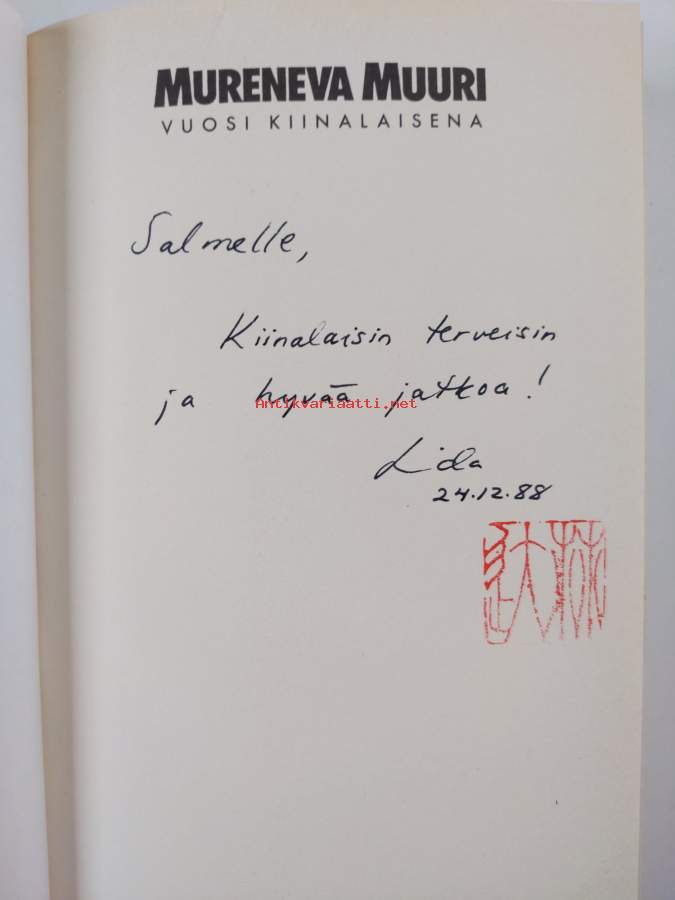 MURENEVA MUURI
VUOSI KIINALAISENA
Salmelle,
Kiinalaisin terveisin
ja hyvää jatkoa!
Antikvariaatti.net
Lida
24.12.88